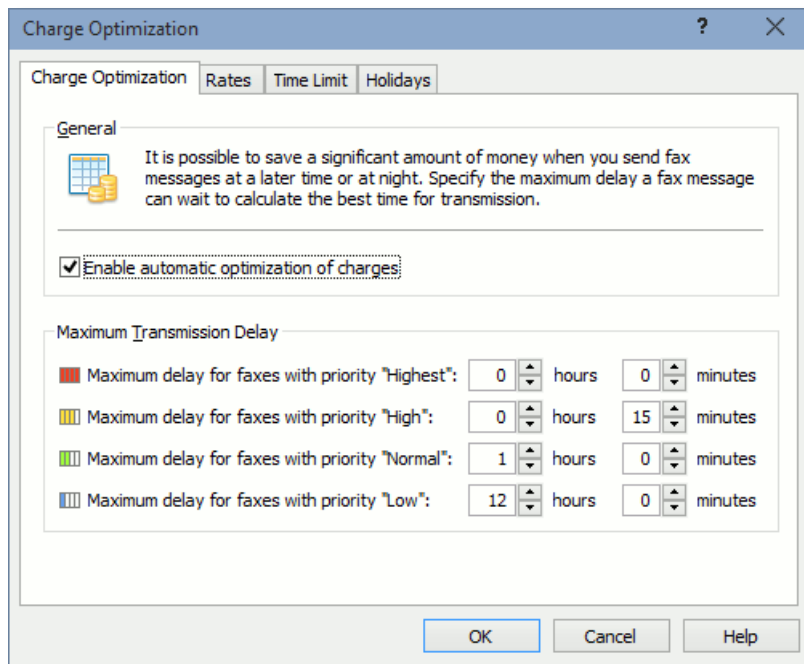 Charge Optimization
Charge Optimization Rates Time Limit Holidays
General
It is possible to save a significant amount of money when you send fax
messages at a later time or at night. Specify the maximum delay a fax message
can wait to calculate the best time for transmission.
Enable automatic optimization of charges
Maximum Transmission Delay
Maximum delay for faxes with priority "Highest": 0 hours 0 minutes
Maximum delay for faxes with priority "High": 0 hours 15 minutes
Maximum delay for faxes with priority "Normal": 1 hours 0 minutes
Maximum delay for faxes with priority "Low": 12 hours 0 minutes
OK Cancel Help